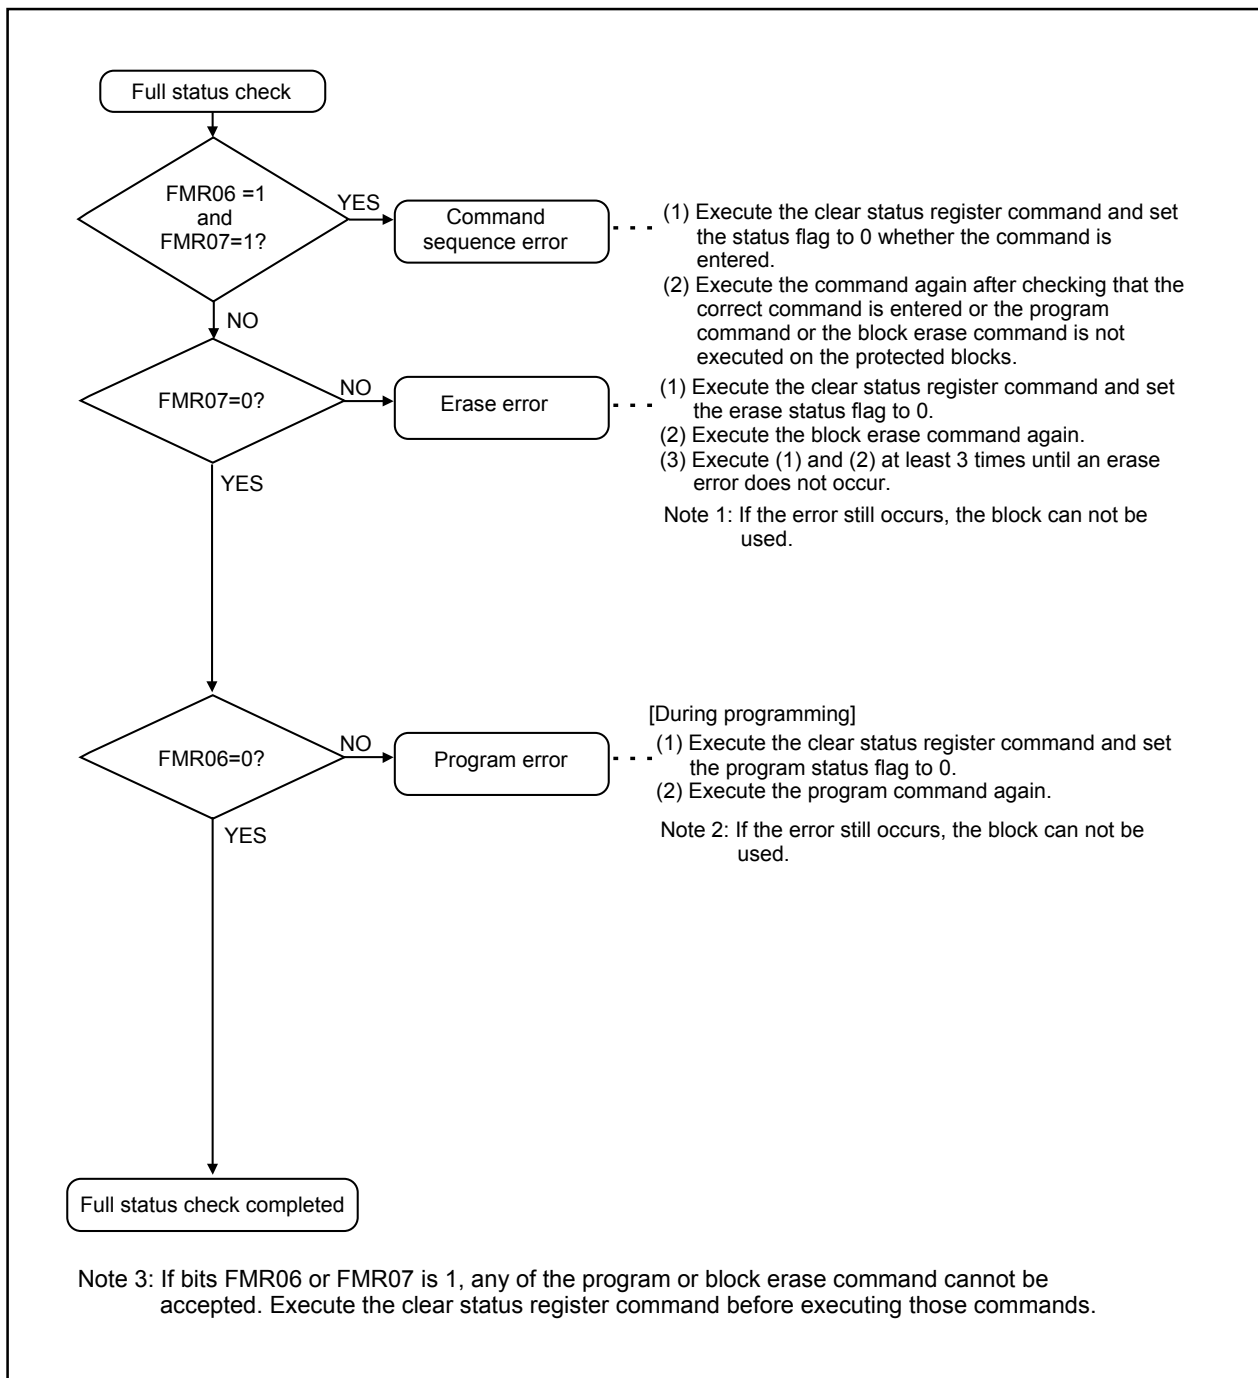 Full status check
FMR06 =1
and
FMR07=1?
YES
Command
sequence error
(1) Execute the clear status register command and set
the status flag to 0 whether the command is
entered.
(2) Execute the command again after checking that the
correct command is entered or the program
command or the block erase command is not
executed on the protected blocks.
NO
FMR07=0?
NO
Erase error
(1) Execute the clear status register command and set
the erase status flag to 0.
(2) Execute the block erase command again.
(3) Execute (1) and (2) at least 3 times until an erase
error does not occur.
Note 1: If the error still occurs, the block can not be
used.
YES
FMR06=0?
NO
Program error
[During programming]
(1) Execute the clear status register command and set
the program status flag to 0.
(2) Execute the program command again.
Note 2: If the error still occurs, the block can not be
used.
YES
Full status check completed
Note 3: If bits FMR06 or FMR07 is 1, any of the program or block erase command cannot be
accepted. Execute the clear status register command before executing those commands.